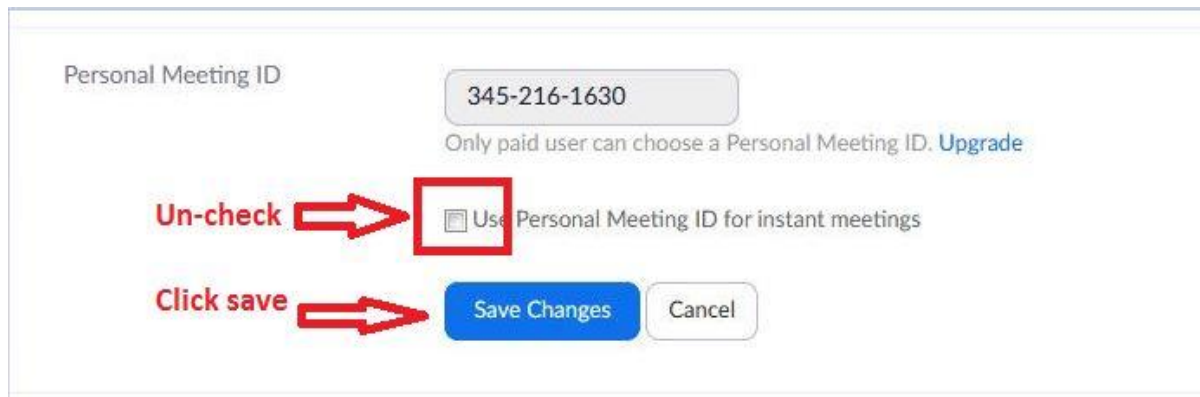 Personal Meeting ID
345-216-1630
Only paid user can choose a Personal Meeting ID. Upgrade
Un-check
Use Personal Meeting ID for instant meetings
Click save
Save Changes
Cancel